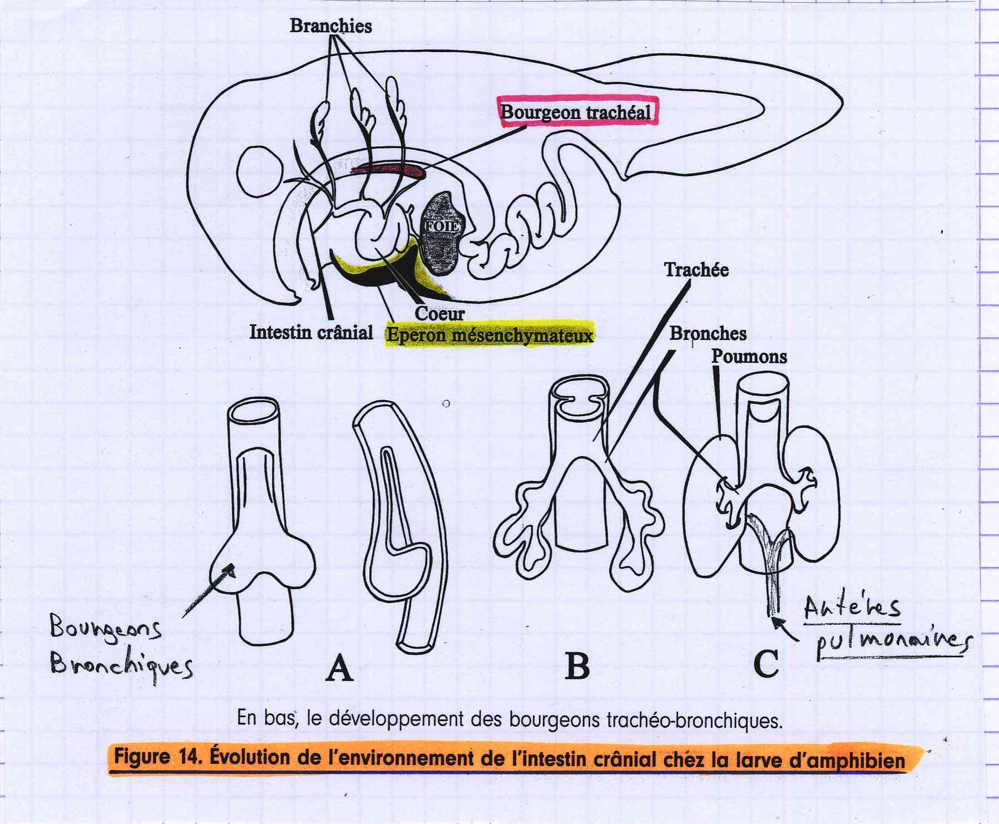 Branchies
Bourgeon trachéal
FOIE
Coeur
Intestin crânial
Eperon mésenchymateux
Trachée
Bronches
Poumons
Bourgeons
Bronchiques
Artères
pulmonaires
A
B
C
En bas, le développement des bourgeons trachéo-bronchiques.
Figure 14. Évolution de l'environnement de l'intestin crânial chez la larve d'amphibien